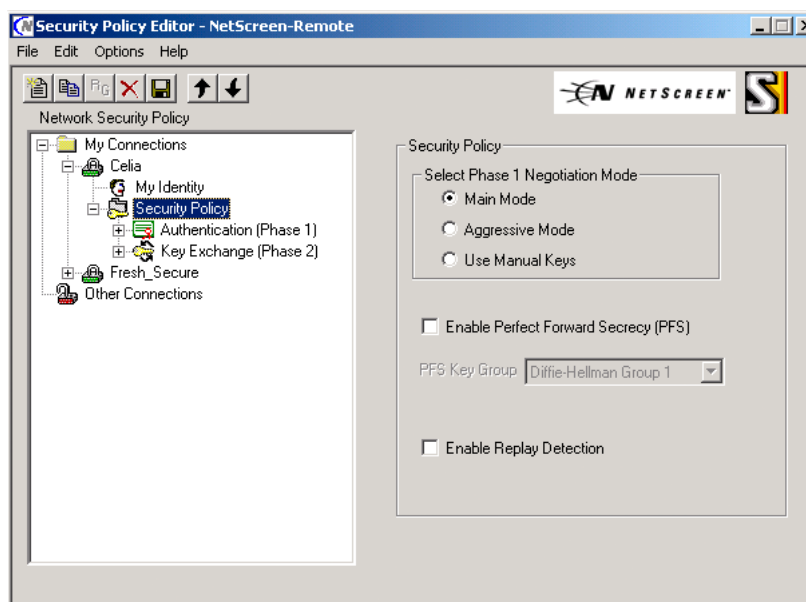 Security Policy Editor - NetScreen-Remote
File Edit Options Help
RG
NETSCREEN
Network Security Policy
My Connections
Celia
My Identity
Security Policy
Authentication (Phase 1)
Key Exchange (Phase 2)
Fresh_Secure
Other Connections
Security Policy
Select Phase 1 Negotiation Mode
Main Mode
Aggressive Mode
Use Manual Keys
Enable Perfect Forward Secrecy (PFS)
PFS Key Group Diffie-Hellman Group 1
Enable Replay Detection